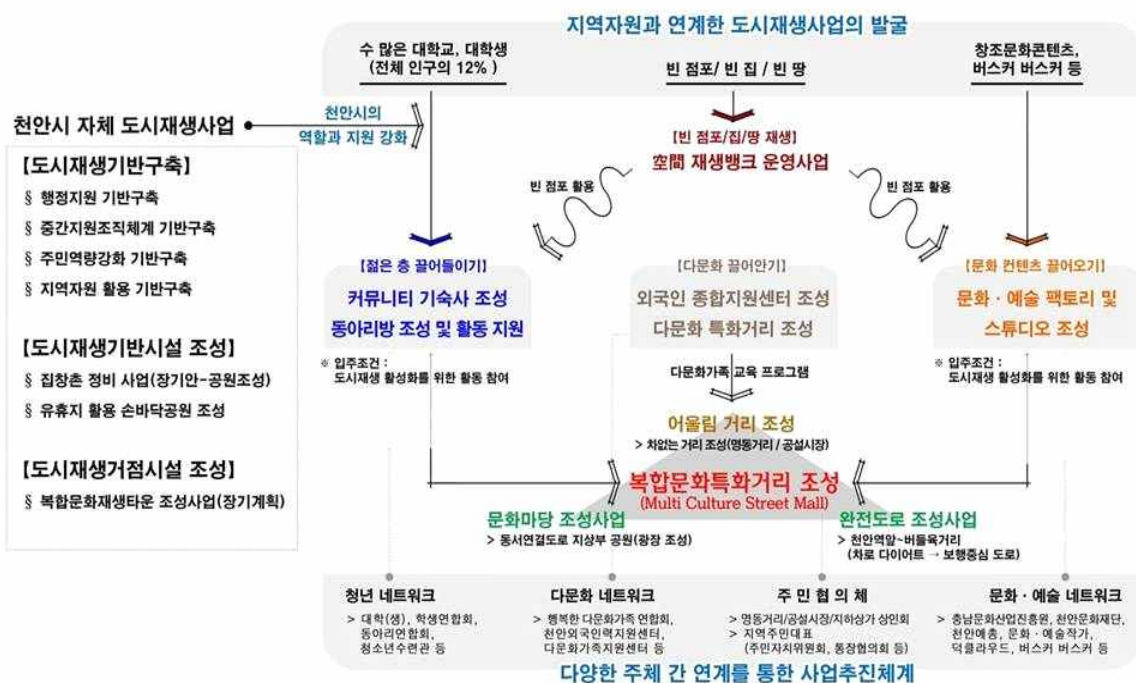 지역자원과 연계한 도시재생사업의 발굴
수 많은 대학교, 대학생
(전체 인구의 12% )
빈 점포/ 빈 집 / 빈 땅
창조문화콘텐츠,
버스커 버스커 등
천안시 자체 도시재생사업
천안시의
역할과 지원 강화
【도시재생기반구축】
§ 행정지원 기반구축
§ 중간지원조직체계 기반구축
§ 주민역량강화 기반구축
§ 지역자원 활용 기반구축
【도시재생기반시설 조성】
§ 집창촌 정비 사업(장기안-공원조성)
§ 유휴지 활용 손바닥공원 조성
【도시재생거점시설 조성】
§ 복합문화재생타운 조성사업(장기계획)
【빈 점포/집/땅 재생】
空間 재생뱅크 운영사업
빈 점포 활용
빈 점포 활용
【젊은 층 끌어들이기】
커뮤니티 기숙사 조성
동아리방 조성 및 활동 지원
※ 입주조건 :
도시재생 활성화를 위한 활동 참여
【다문화 끌어안기】
외국인 종합지원센터 조성
다문화 특화거리 조성
【문화 컨텐츠 끌어오기】
문화 · 예술 팩토리 및
스튜디오 조성
※ 입주조건 :
도시재생 활성화를 위한 활동 참여
다문화가족 교육 프로그램
어울림 거리 조성
> 차없는 거리 조성(명동거리 / 공설시장)
복합문화특화거리 조성
(Multi Culture Street Mall)
문화마당 조성사업
> 동서연결도로 지상부 공원(광장 조성)
완전도로 조성사업
> 천안역앞~버들육거리
(차로 다이어트 → 보행중심 도로)
청년 네트워크
> 대학(생), 학생연합회,
동아리연합회,
청소년수련관 등
다문화 네트워크
> 행복한 다문화가족 연합회,
천안외국인력지원센터,
다문화가족지원센터 등
주 민 협 의 체
> 명동거리/공설시장/지하상가 상인회
> 지역주민대표
(주민자치위원회, 통장협의회 등)
문화 · 예술 네트워크
> 충남문화산업진흥원, 천안문화재단,
천안예총, 문화 · 예술작가,
덕클라우드, 버스커 버스커 등
다양한 주체 간 연계를 통한 사업추진체계